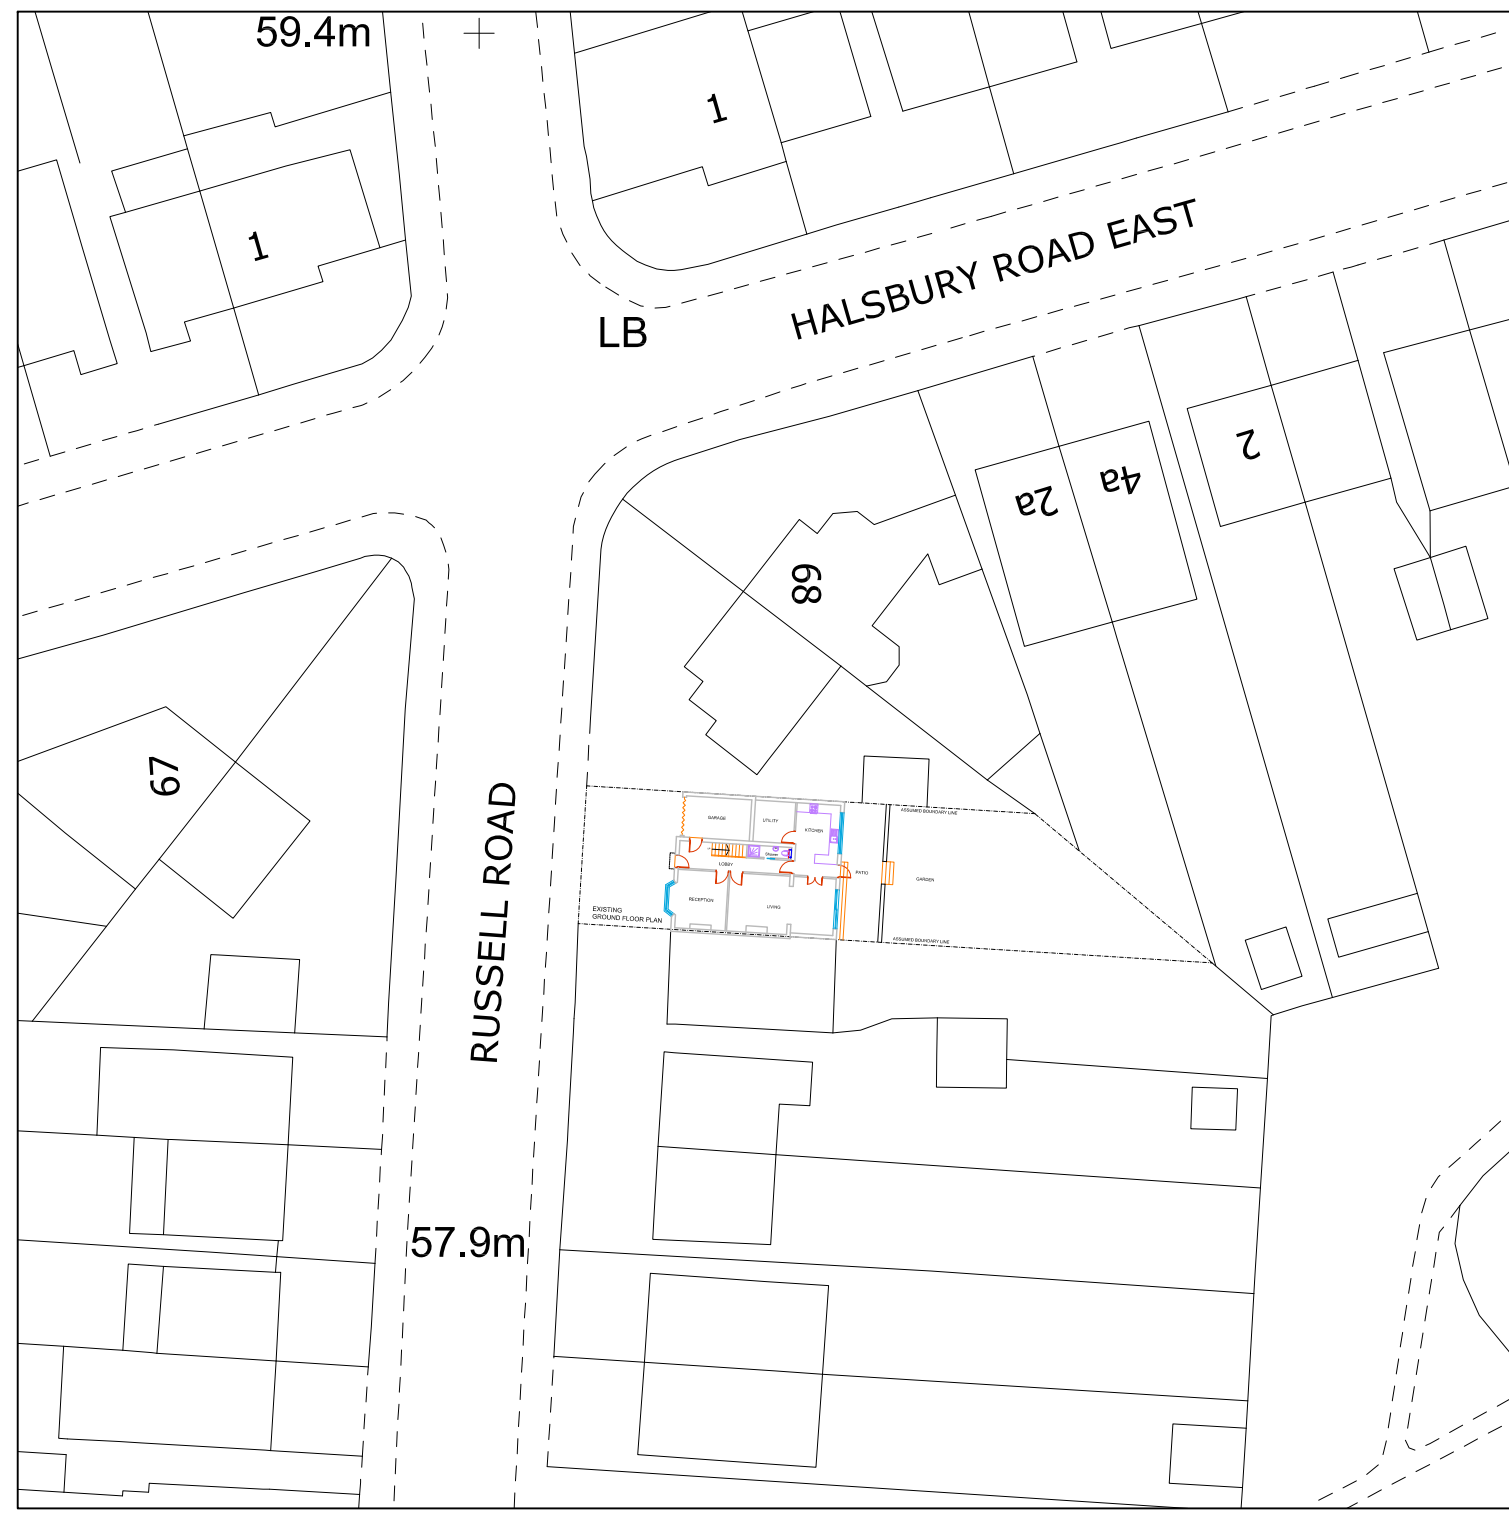 59.4m
1
1
HALSBURY ROAD EAST
LB
2
4a
2a
68
67
RUSSELL ROAD
ASSUMED BOUNDARY LINE
GARAGE
UTILITY
KITCHEN
Shower
LOBBY
PATIO
GARDEN
RECEPTION
LIVING
EXISTING
GROUND FLOOR PLAN
ASSUMED BOUNDARY LINE
57.9m